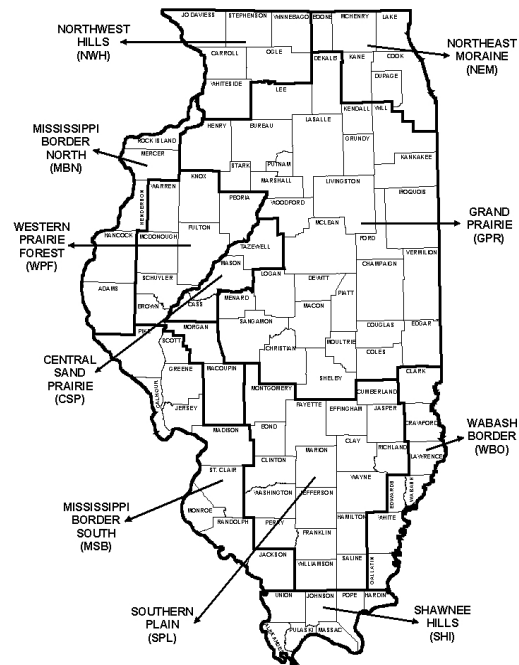 JO DAVIESS
STEPHENSON
WINNEBAGO
BOONE
MCHENRY
LAKE
NORTHWEST
HILLS
(NWH)
NORTHEAST
MORAINE
(NEM)
CARROLL
OGLE
DEKALB
KANE
COOK
DUPAGE
WHITESIDE
LEE
KENDALL
WILL
MISSISSIPPI
BORDER
NORTH
(MBN)
ROCK ISLAND
MERCER
HENRY
BUREAU
LASALLE
GRUNDY
KANKAKEE
STARK
PUTNAM
MARSHALL
LIVINGSTON
KNOX
WARREN
HENDERSON
PEORIA
WOODFORD
IROQUOIS
MCLEAN
FORD
GRAND
PRAIRIE
(GPR)
WESTERN
PRAIRIE
FOREST
(WPF)
HANCOCK
MCDONOUGH
FULTON
TAZEWELL
MASON
VERMILION
CHAMPAIGN
ADAMS
SCHUYLER
BROWN
CASS
MENARD
LOGAN
DEWITT
PIATT
MACON
SANGAMON
DOUGLAS
EDGAR
MOULTRIE
COLES
CHRISTIAN
SHELBY
CENTRAL
SAND
PRAIRIE
(CSP)
PIKE
MORGAN
SCOTT
GREENE
MACOUPIN
MONTGOMERY
CALHOUN
JERSEY
CLARK
CUMBERLAND
FAYETTE
EFFINGHAM
JASPER
CRAWFORD
MADISON
BOND
CLAY
RICHLAND
LAWRENCE
MARION
WABASH
BORDER
(WBO)
ST. CLAIR
CLINTON
WASHINGTON
JEFFERSON
WAYNE
EDWARDS
WABASH
MISSISSIPPI
BORDER
SOUTH
(MSB)
MONROE
RANDOLPH
PERRY
HAMILTON
WHITE
FRANKLIN
JACKSON
WILLIAMSON
SALINE
GALLATIN
SOUTHERN
PLAIN
(SPL)
UNION
JOHNSON
POPE
HARDIN
SHAWNEE
HILLS
(SHI)
ALEXANDER
PULASKI
MASSAC